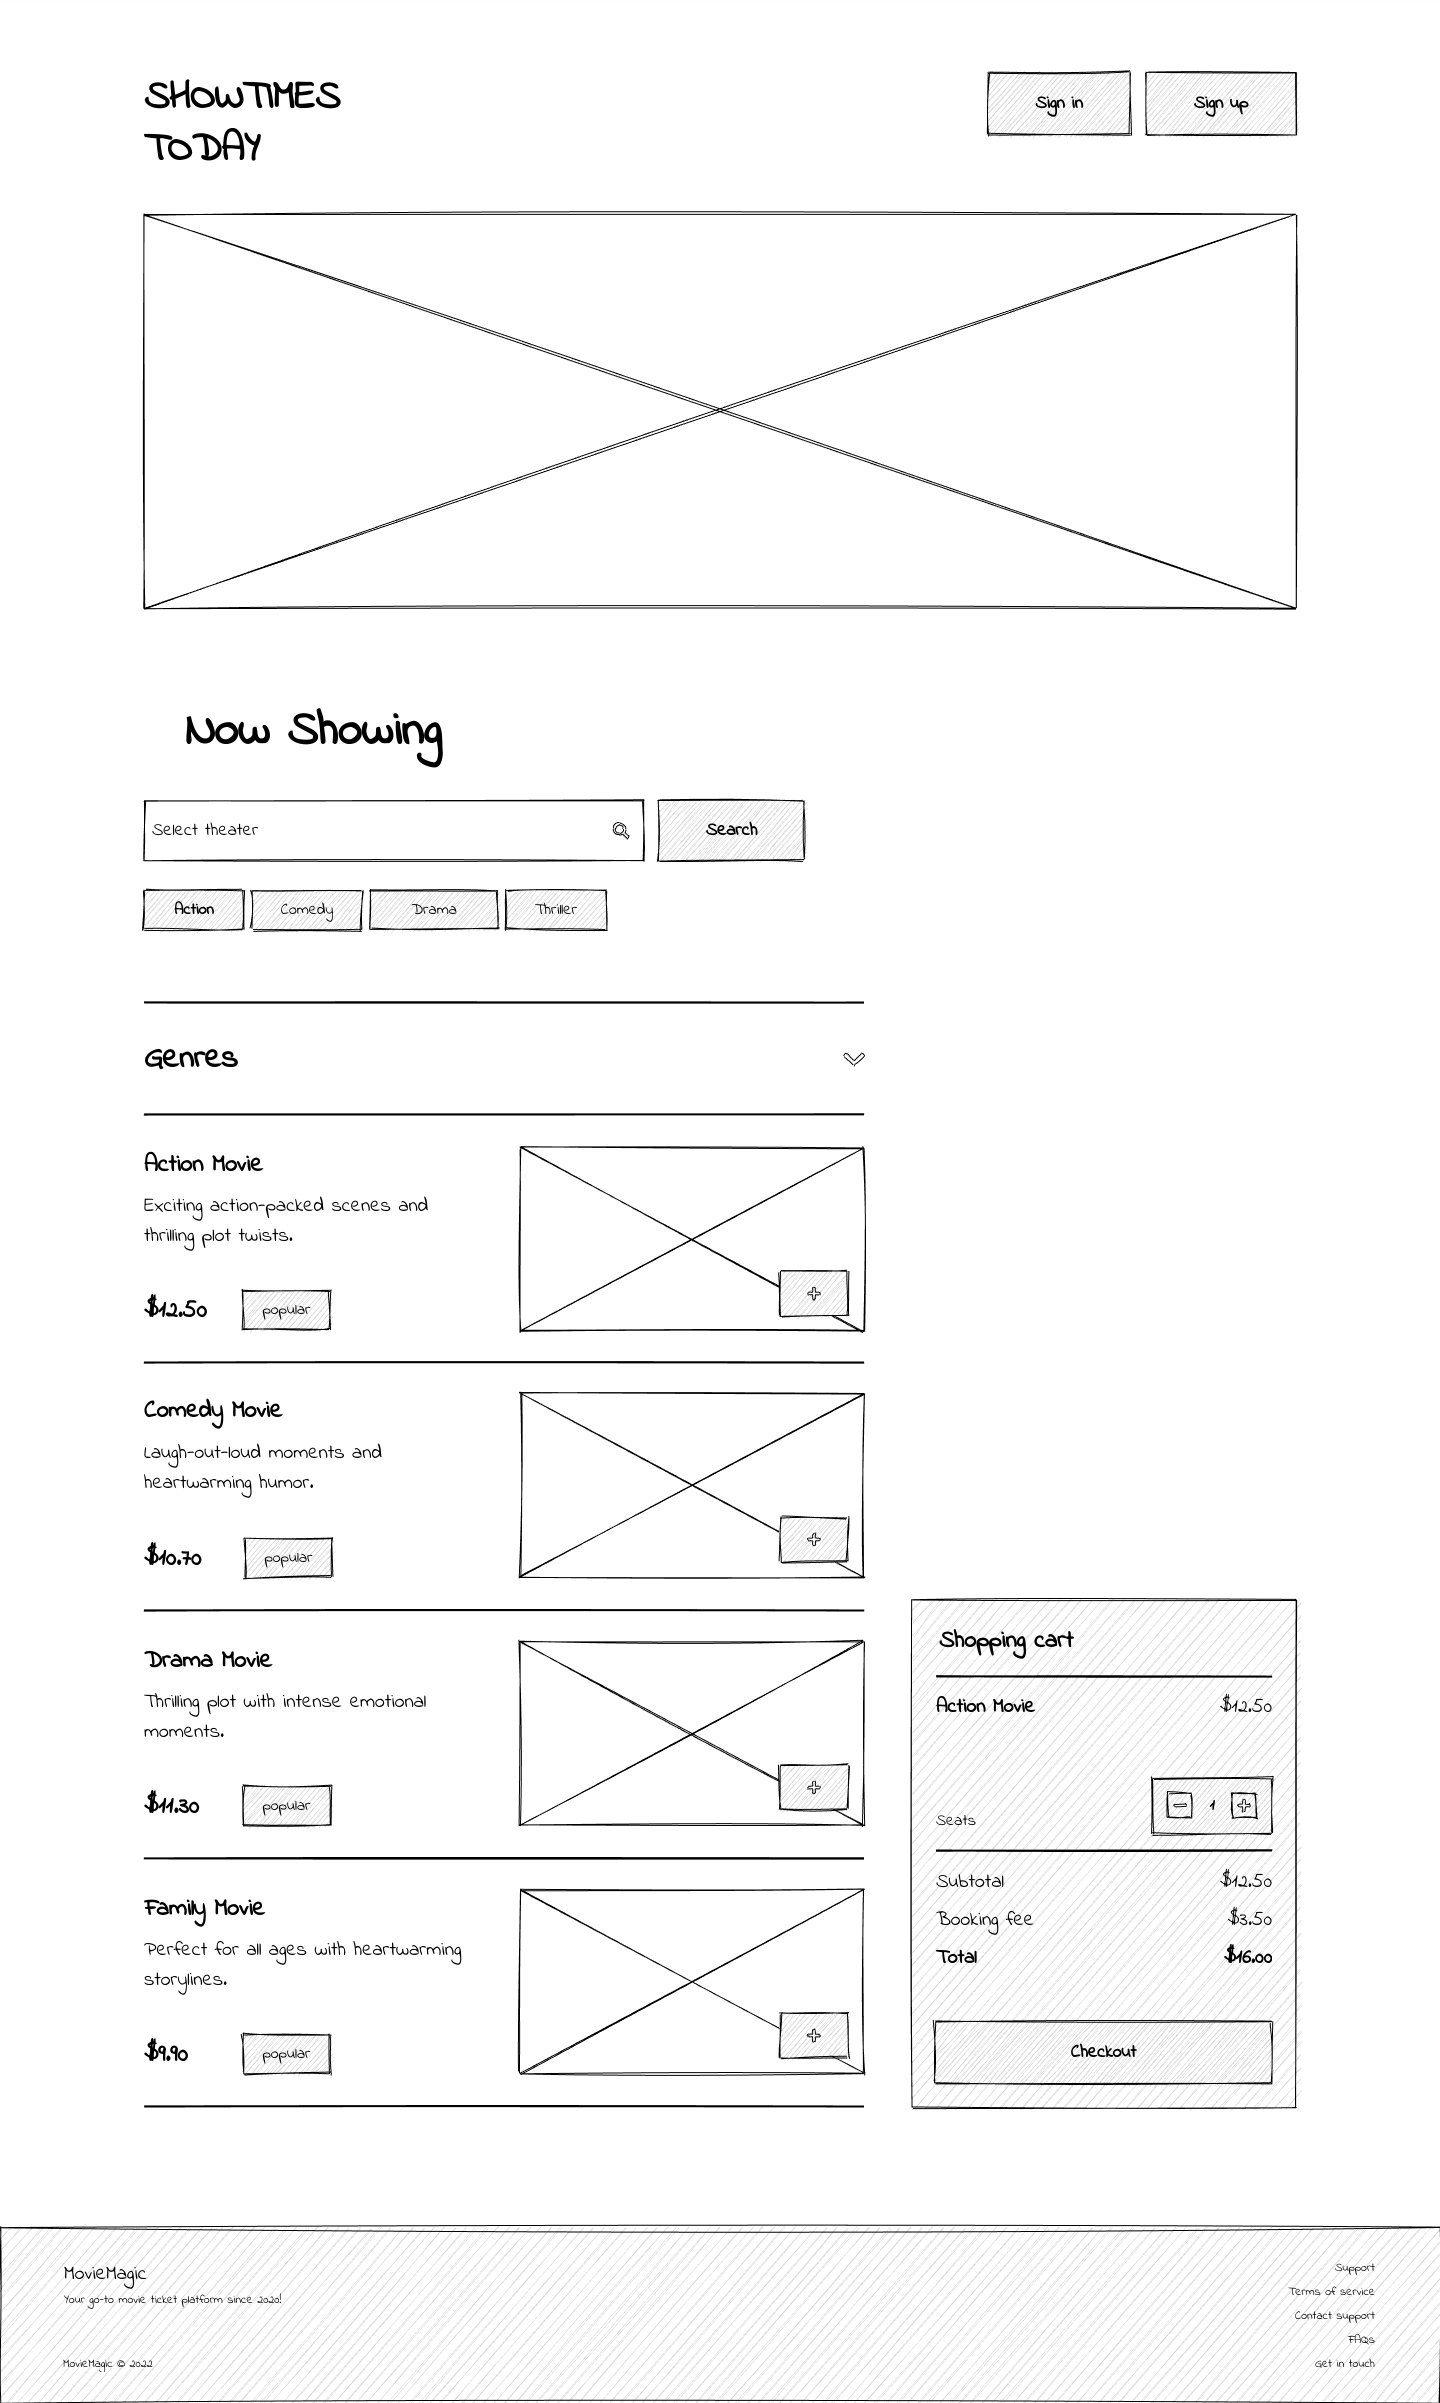 SHOWTIMES
TODAY
Sign in
Sign up
Now Showing
Select theater
Search
Action
Comedy
Drama
Thriller
Genres
Action Movie
Exciting action-packed scenes and
thrilling plot twists.
$12.50
popular
Comedy Movie
Laugh-out-loud moments and
heartwarming humor.
$10.70
popular
Drama Movie
Thrilling plot with intense emotional
moments.
$11.30
popular
Family Movie
Perfect for all ages with heartwarming
storylines.
$9.90
popular
Shopping cart
Action Movie
$12.50
Seats
1
Subtotal
$12.50
Booking fee
$3.50
Total
$16.00
Checkout
MovieMagic
Your go-to movie ticket platform since 2020!
MovieMagic © 2022
Support
Terms of service
Contact support
FAQs
Get in touch